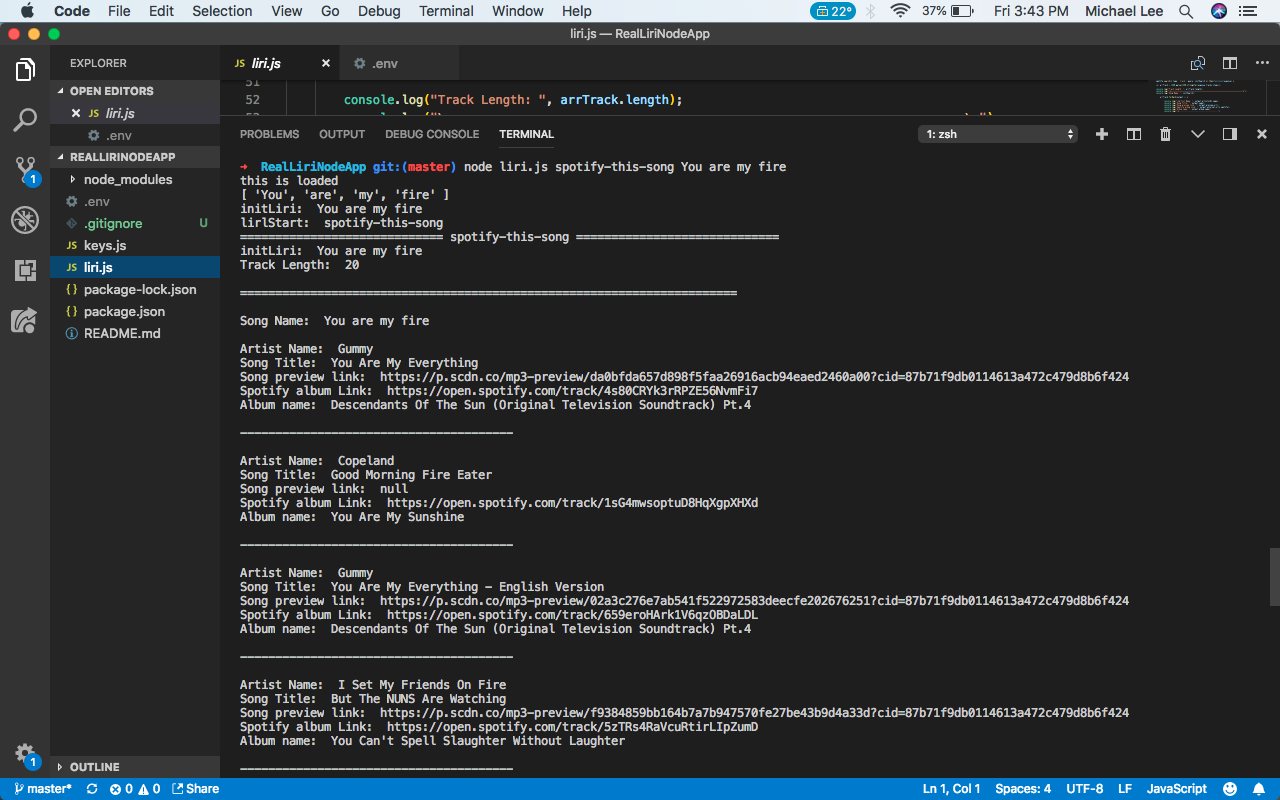 Code File Edit Selection View Go Debug Terminal Window Help 22° 37% Fri 3:43 PM Michael Lee
liri.js — RealLiriNodeApp
EXPLORER
OPEN EDITORS
JS liri.js
.env
REALLIRINODEAPP
node_modules
.env
.gitignore U
JS keys.js
JS liri.js
{} package-lock.json
{} package.json
README.md
OUTLINE
1
1
JS liri.js .env
51
52 console.log("Track Length: ", arrTrack.length);
PROBLEMS OUTPUT DEBUG CONSOLE TERMINAL 1: zsh
→ RealLiriNodeApp git:(master) node liri.js spotify-this-song You are my fire
this is loaded
[ 'You', 'are', 'my', 'fire' ]
initLiri: You are my fire
lirlStart: spotify-this-song
============================= spotify-this-song =============================
initLiri: You are my fire
Track Length: 20
=======================================================================
Song Name: You are my fire
Artist Name: Gummy
Song Title: You Are My Everything
Song preview link: https://p.scdn.co/mp3-preview/da0bfda657d898f5faa26916acb94eaed2460a00?cid=87b71f9db0114613a472c479d8b6f424
Spotify album Link: https://open.spotify.com/track/4s80CRYk3rRPZE56NvmFi7
Album name: Descendants Of The Sun (Original Television Soundtrack) Pt.4
---------------------------------------
Artist Name: Copeland
Song Title: Good Morning Fire Eater
Song preview link: null
Spotify album Link: https://open.spotify.com/track/1sG4mwsoptuD8HqXgpXHXd
Album name: You Are My Sunshine
---------------------------------------
Artist Name: Gummy
Song Title: You Are My Everything - English Version
Song preview link: https://p.scdn.co/mp3-preview/02a3c276e7ab541f522972583deecfe202676251?cid=87b71f9db0114613a472c479d8b6f424
Spotify album Link: https://open.spotify.com/track/659eroHArk1V6qzOBDaLDL
Album name: Descendants Of The Sun (Original Television Soundtrack) Pt.4
---------------------------------------
Artist Name: I Set My Friends On Fire
Song Title: But The NUNS Are Watching
Song preview link: https://p.scdn.co/mp3-preview/f9384859bb164b7a7b947570fe27be43b9d4a33d?cid=87b71f9db0114613a472c479d8b6f424
Spotify album Link: https://open.spotify.com/track/5zTRs4RaVcuRtirLIpZumD
Album name: You Can't Spell Slaughter Without Laughter
---------------------------------------
master* 0 0 Share Ln 1, Col 1 Spaces: 4 UTF-8 LF JavaScript